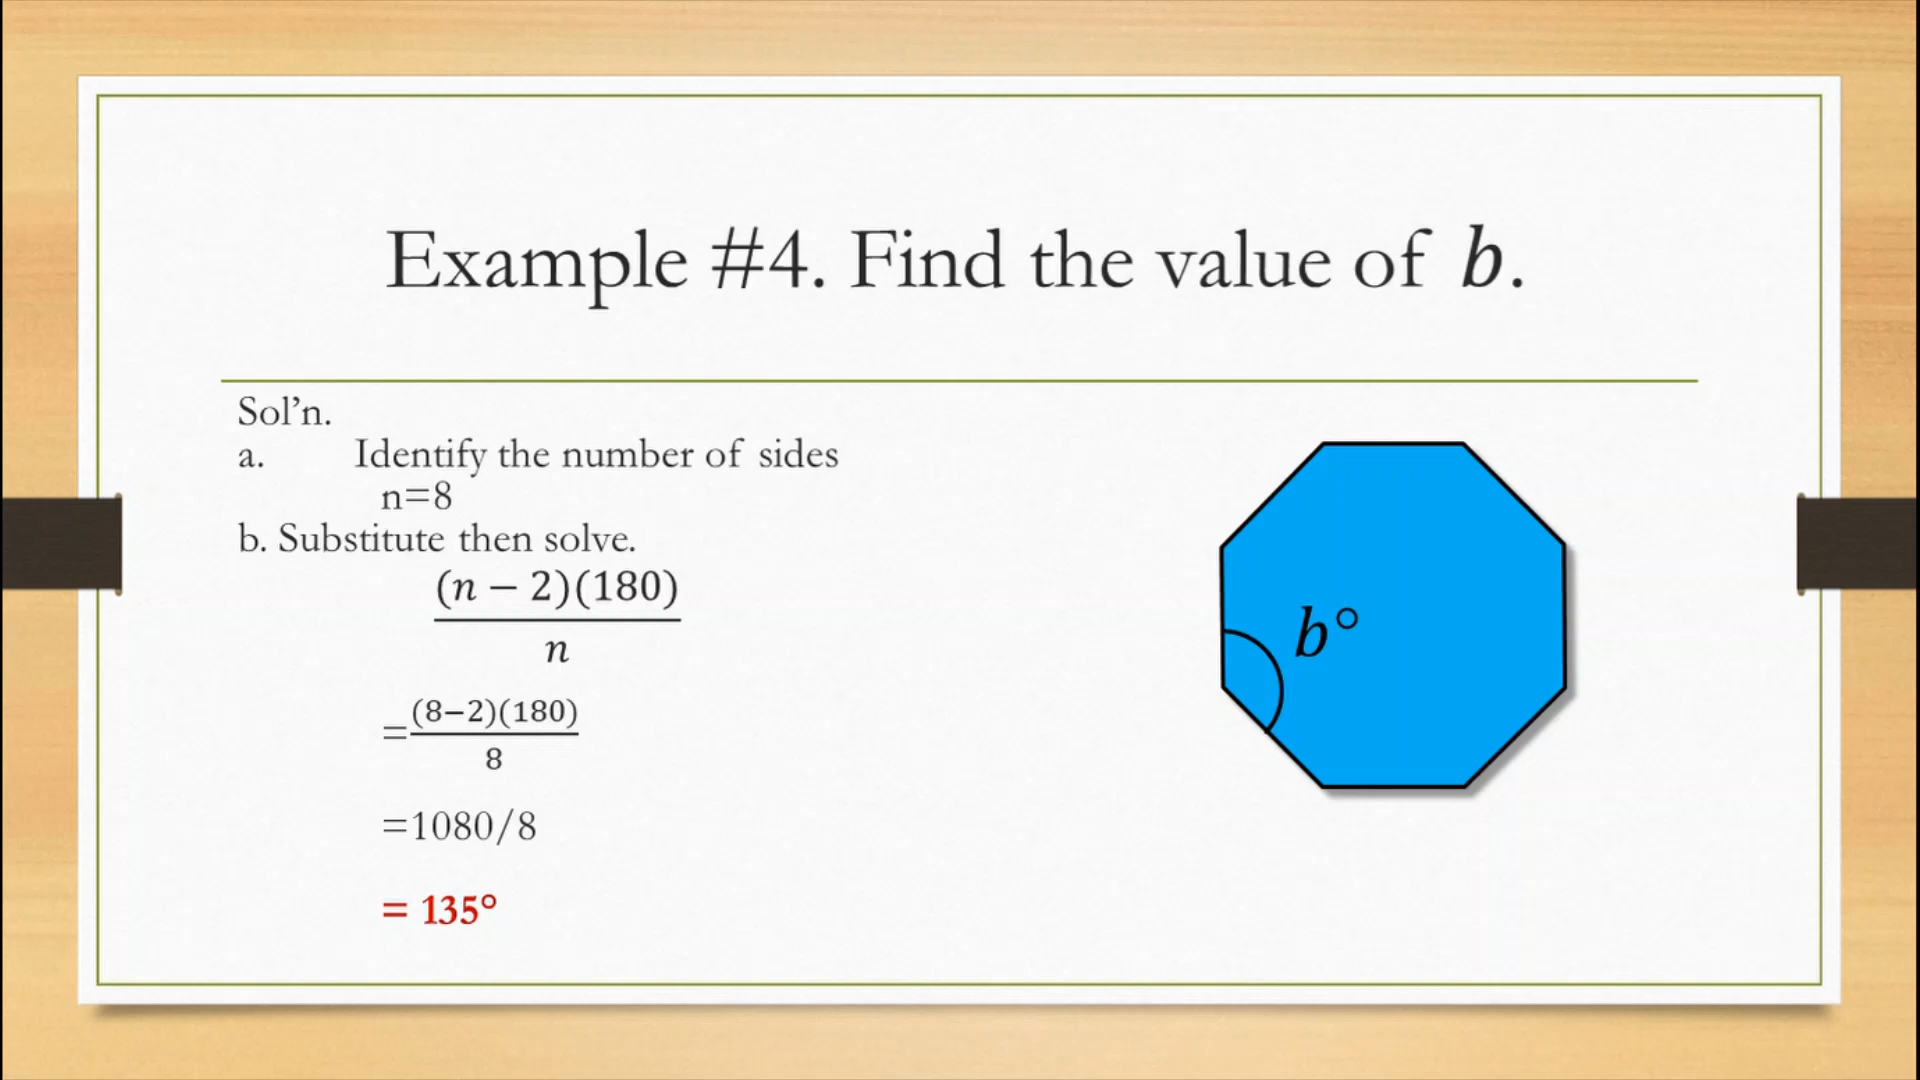 Example #4. Find the value of b.
Sol’n.
a. Identify the number of sides
n=8
b. Substitute then solve.
(n − 2)(180)
n
=(8−2)(180)
8
=1080/8
= 135°
b°